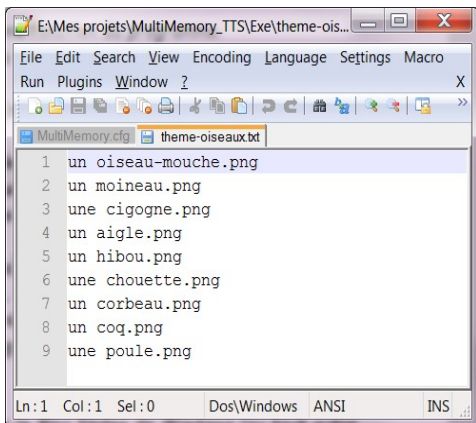 E:\Mes projets\MultiMemory_TTS\Exe\theme-ois...
File Edit Search View Encoding Language Settings Macro
Run Plugins Window ? X
MultiMemory.cfg theme-oiseaux.txt
1 un oiseau-mouche.png
2 un moineau.png
3 une cigogne.png
4 un aigle.png
5 un hibou.png
6 une chouette.png
7 un corbeau.png
8 un coq.png
9 une poule.png
Ln : 1 Col : 1 Sel : 0 Dos\Windows ANSI INS